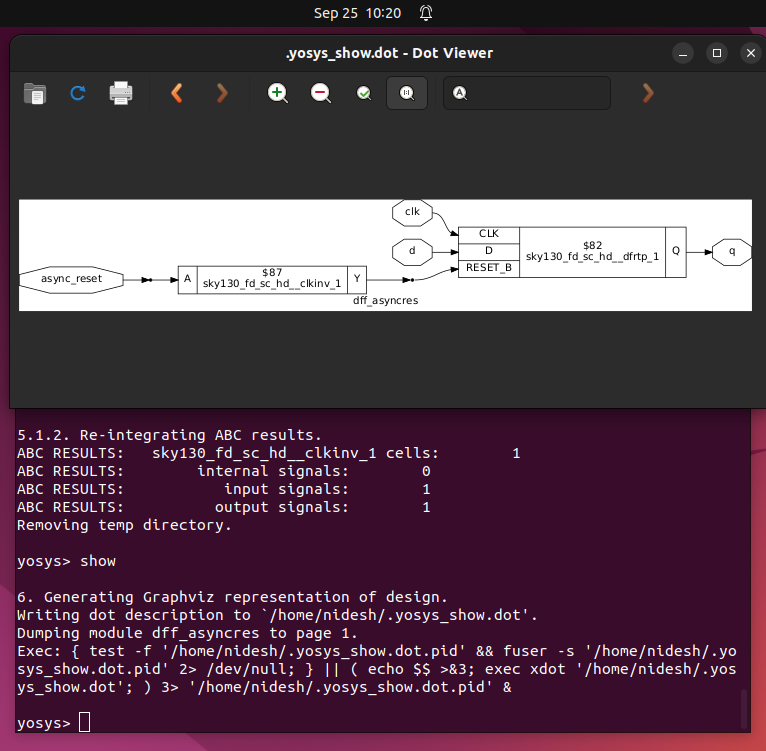 Sep 25 10:20
.yosys_show.dot - Dot Viewer
clk
CLK
$82
d
D
sky130_fd_sc_hd__dfrtp_1
Q
q
RESET_B
async_reset
A
$87
sky130_fd_sc_hd__clkinv_1
Y
dff_asyncres
5.1.2. Re-integrating ABC results.
ABC RESULTS:   sky130_fd_sc_hd__clkinv_1 cells:        1
ABC RESULTS:        internal signals:        0
ABC RESULTS:           input signals:        1
ABC RESULTS:          output signals:        1
Removing temp directory.
yosys> show
6. Generating Graphviz representation of design.
Writing dot description to `/home/nidesh/.yosys_show.dot'.
Dumping module dff_asyncres to page 1.
Exec: { test -f '/home/nidesh/.yosys_show.dot.pid' && fuser -s '/home/nidesh/.yo
sys_show.dot.pid' 2> /dev/null; } || ( echo $$ >&3; exec xdot '/home/nidesh/.yos
ys_show.dot'; ) 3> '/home/nidesh/.yosys_show.dot.pid' &
yosys>